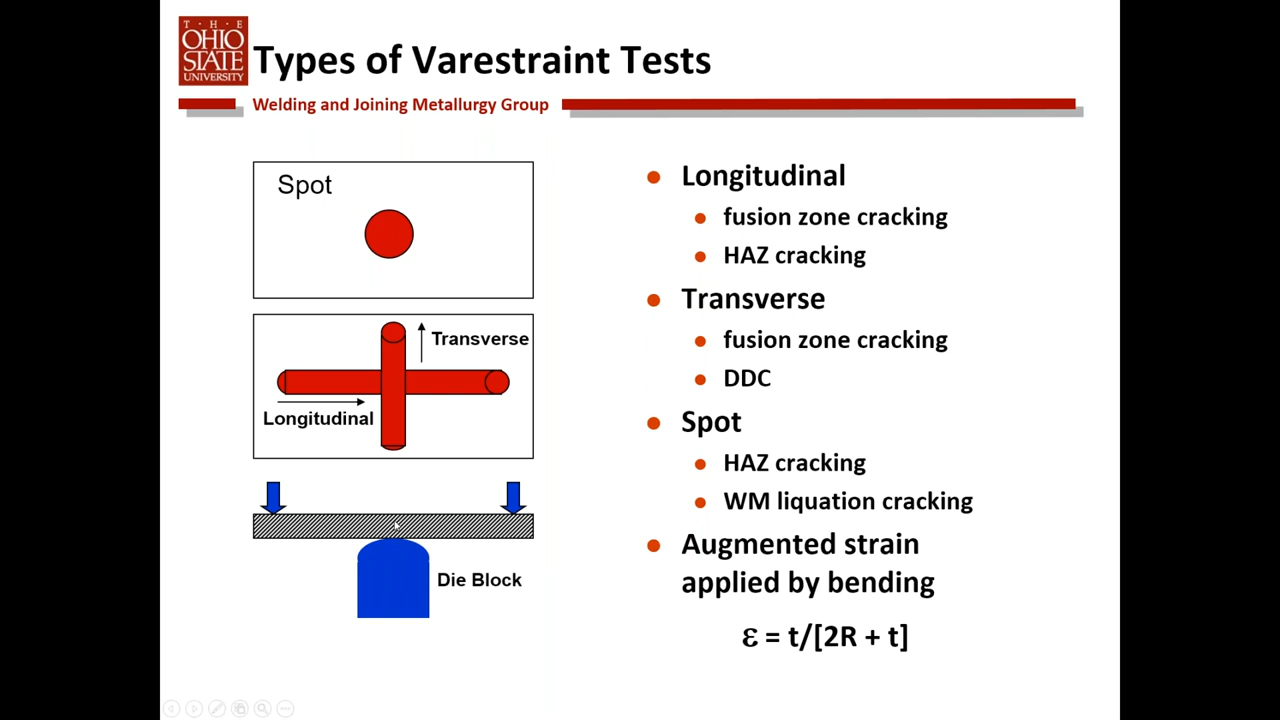 T · H · E
OHIO
STATE
UNIVERSITY
Types of Varestraint Tests
Welding and Joining Metallurgy Group
Spot
Transverse
Longitudinal
Die Block
Longitudinal
fusion zone cracking
HAZ cracking
Transverse
fusion zone cracking
DDC
Spot
HAZ cracking
WM liquation cracking
Augmented strain
applied by bending
ε = t/[2R + t]